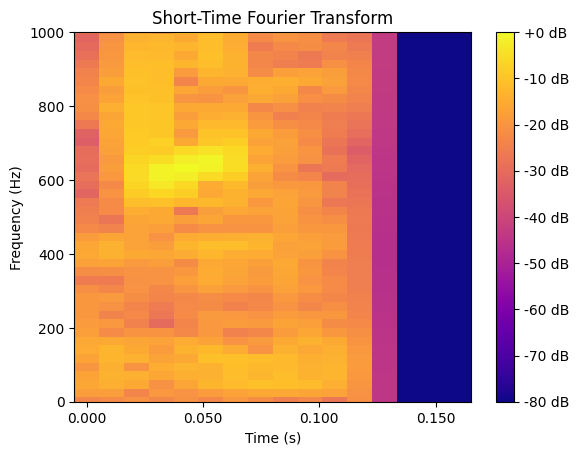 Short-Time Fourier Transform
Frequency (Hz)
1000
800
600
400
200
0
0.000
0.050
0.100
0.150
Time (s)
+0 dB
-10 dB
-20 dB
-30 dB
-40 dB
-50 dB
-60 dB
-70 dB
-80 dB